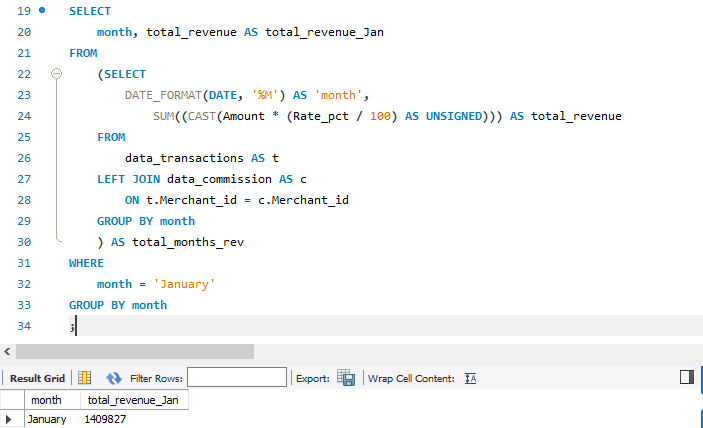 19 SELECT
20 month, total_revenue AS total_revenue_Jan
21 FROM
22 (SELECT
23 DATE_FORMAT(DATE, '%M') AS 'month',
24 SUM((CAST(Amount * (Rate_pct / 100) AS UNSIGNED))) AS total_revenue
25 FROM
26 data_transactions AS t
27 LEFT JOIN data_commission AS c
28 ON t.Merchant_id = c.Merchant_id
29 GROUP BY month
30 ) AS total_months_rev
31 WHERE
32 month = 'January'
33 GROUP BY month
34 ;
Result Grid Filter Rows: Export: Wrap Cell Content:
month total_revenue_Jan
January 1409827